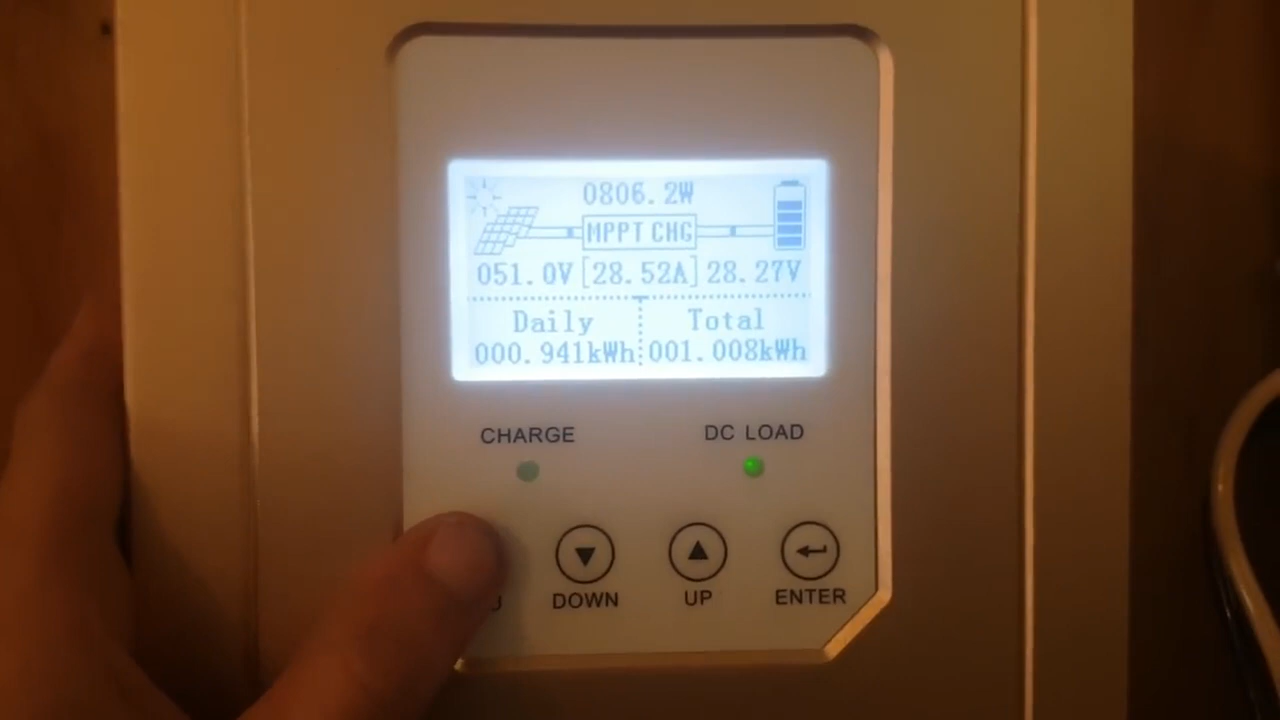 0806.2W
MPPT CHG
051.0V [28.52A] 28.27V
Daily Total
000.941kWh 001.008kWh
CHARGE DC LOAD
DOWN UP ENTER